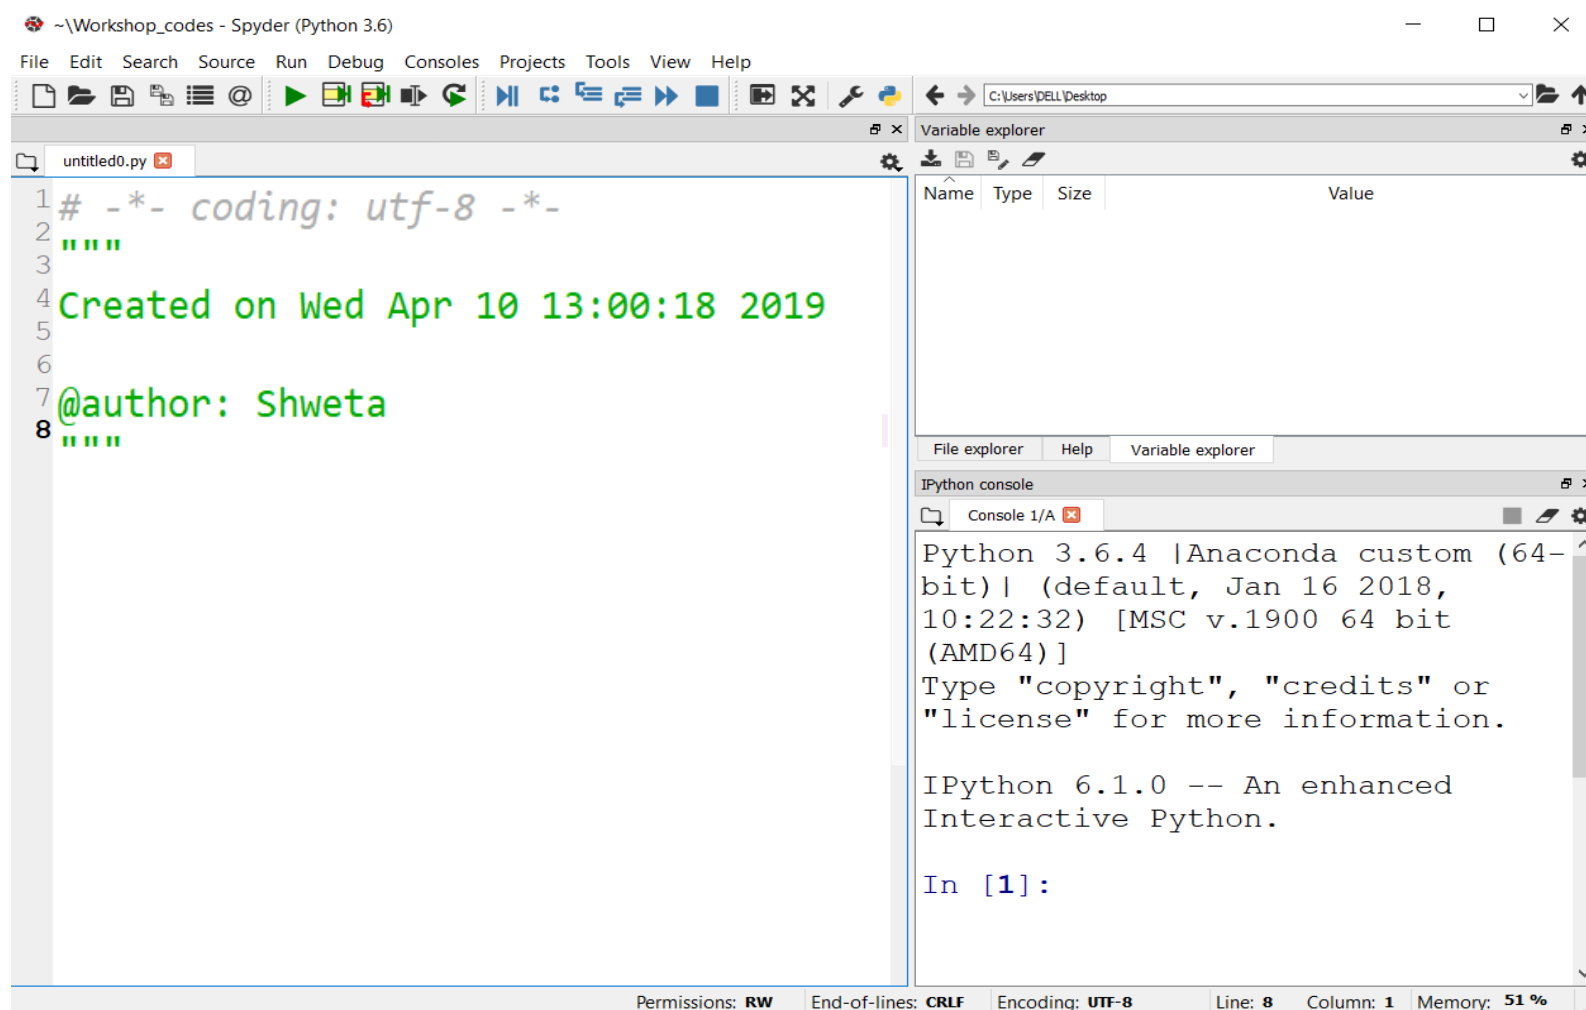 ~\Workshop_codes - Spyder (Python 3.6)
File Edit Search Source Run Debug Consoles Projects Tools View Help
C:\Users\DELL\Desktop
Variable explorer
untitled0.py
Name Type Size Value
1 # -*- coding: utf-8 -*-
2 """
3
4 Created on Wed Apr 10 13:00:18 2019
5
6
7 @author: Shweta
8 """
File explorer Help Variable explorer
IPython console
Console 1/A
Python 3.6.4 |Anaconda custom (64-
bit)| (default, Jan 16 2018,
10:22:32) [MSC v.1900 64 bit
(AMD64)]
Type "copyright", "credits" or
"license" for more information.
IPython 6.1.0 -- An enhanced
Interactive Python.
In [1]:
Permissions: RW End-of-lines: CRLF Encoding: UTF-8 Line: 8 Column: 1 Memory: 51 %